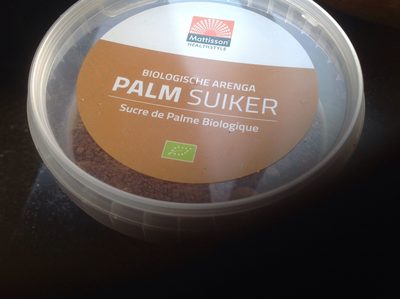 Mattisson
HEALTHSTYLE
BIOLOGISCHE ARENGA
PALM SUIKER
Sucre de Palme Biologique